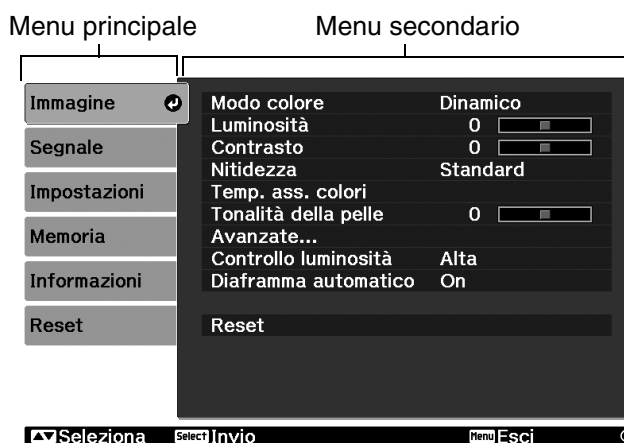 Menu principale Menu secondario
Immagine
Segnale
Impostazioni
Memoria
Informazioni
Reset
Modo colore Dinamico
Luminosità 0
Contrasto 0
Nitidezza Standard
Temp. ass. colori
Tonalità della pelle 0
Avanzate...
Controllo luminosità Alta
Diaframma automatico On
Reset
Seleziona Select Invio Menu Esci